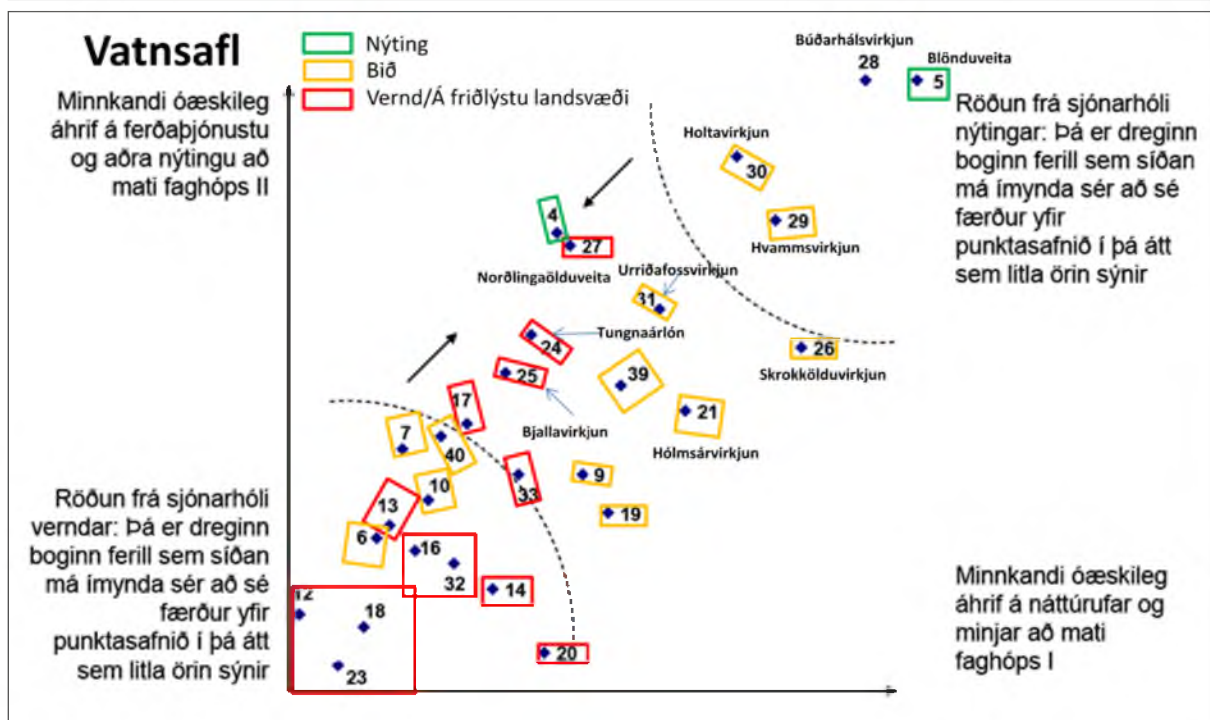 Vatnsafl
Nýting
Bið
Vernd/Á friðlýstu landsvæði
Minnkandi óæskileg
áhrif á ferðaþjónustu
og aðra nýtingu að
mati faghóps II
Búðarhálsvirkjun
28
Blönduveita
5
Röðun frá sjónarhóli
nýtingar: Þá er dreginn
boginn ferill sem síðan
má ímynda sér að sé
færður yfir
punktasafnið í þá átt
sem litla örin sýnir
Holtavirkjun
30
29
Hvammsvirkjun
4
27
Norðlingaölduveita
Urriðafossvirkjun
31
24
Tungnaárlón
26
Skrokkölduvirkjun
25
39
21
Bjallavirkjun
Hólmsárvirkjun
17
7
40
10
33
9
19
13
6
16
32
14
12
18
23
20
Röðun frá sjónarhóli
verndar: Þá er dreginn
boginn ferill sem síðan
má ímynda sér að sé
færður yfir
punktasafnið í þá átt
sem litla örin sýnir
Minnkandi óæskileg
áhrif á náttúrufar og
minjar að mati
faghóps I